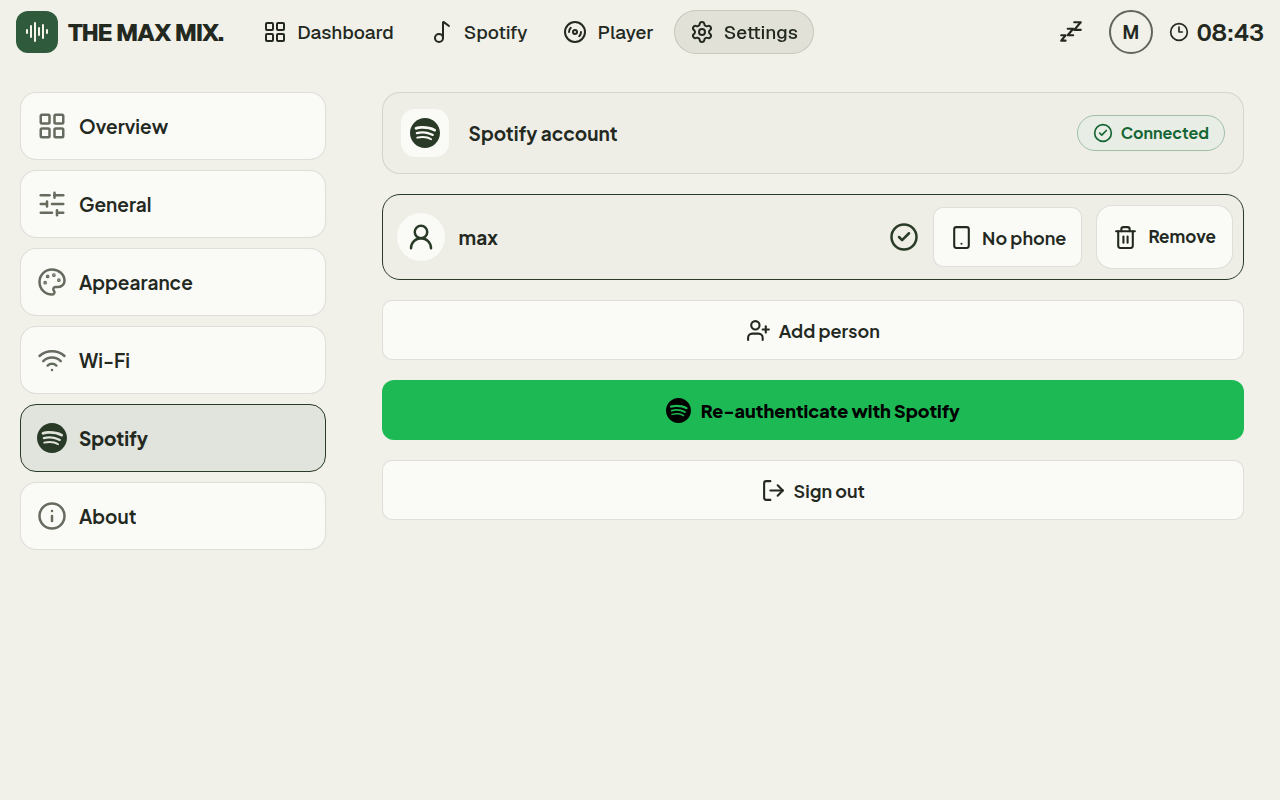 THE MAX MIX.
Dashboard
Spotify
Player
Settings
zzz
M
08:43
Overview
General
Appearance
Wi-Fi
Spotify
About
Spotify account
Connected
max
No phone
Remove
Add person
Re-authenticate with Spotify
Sign out